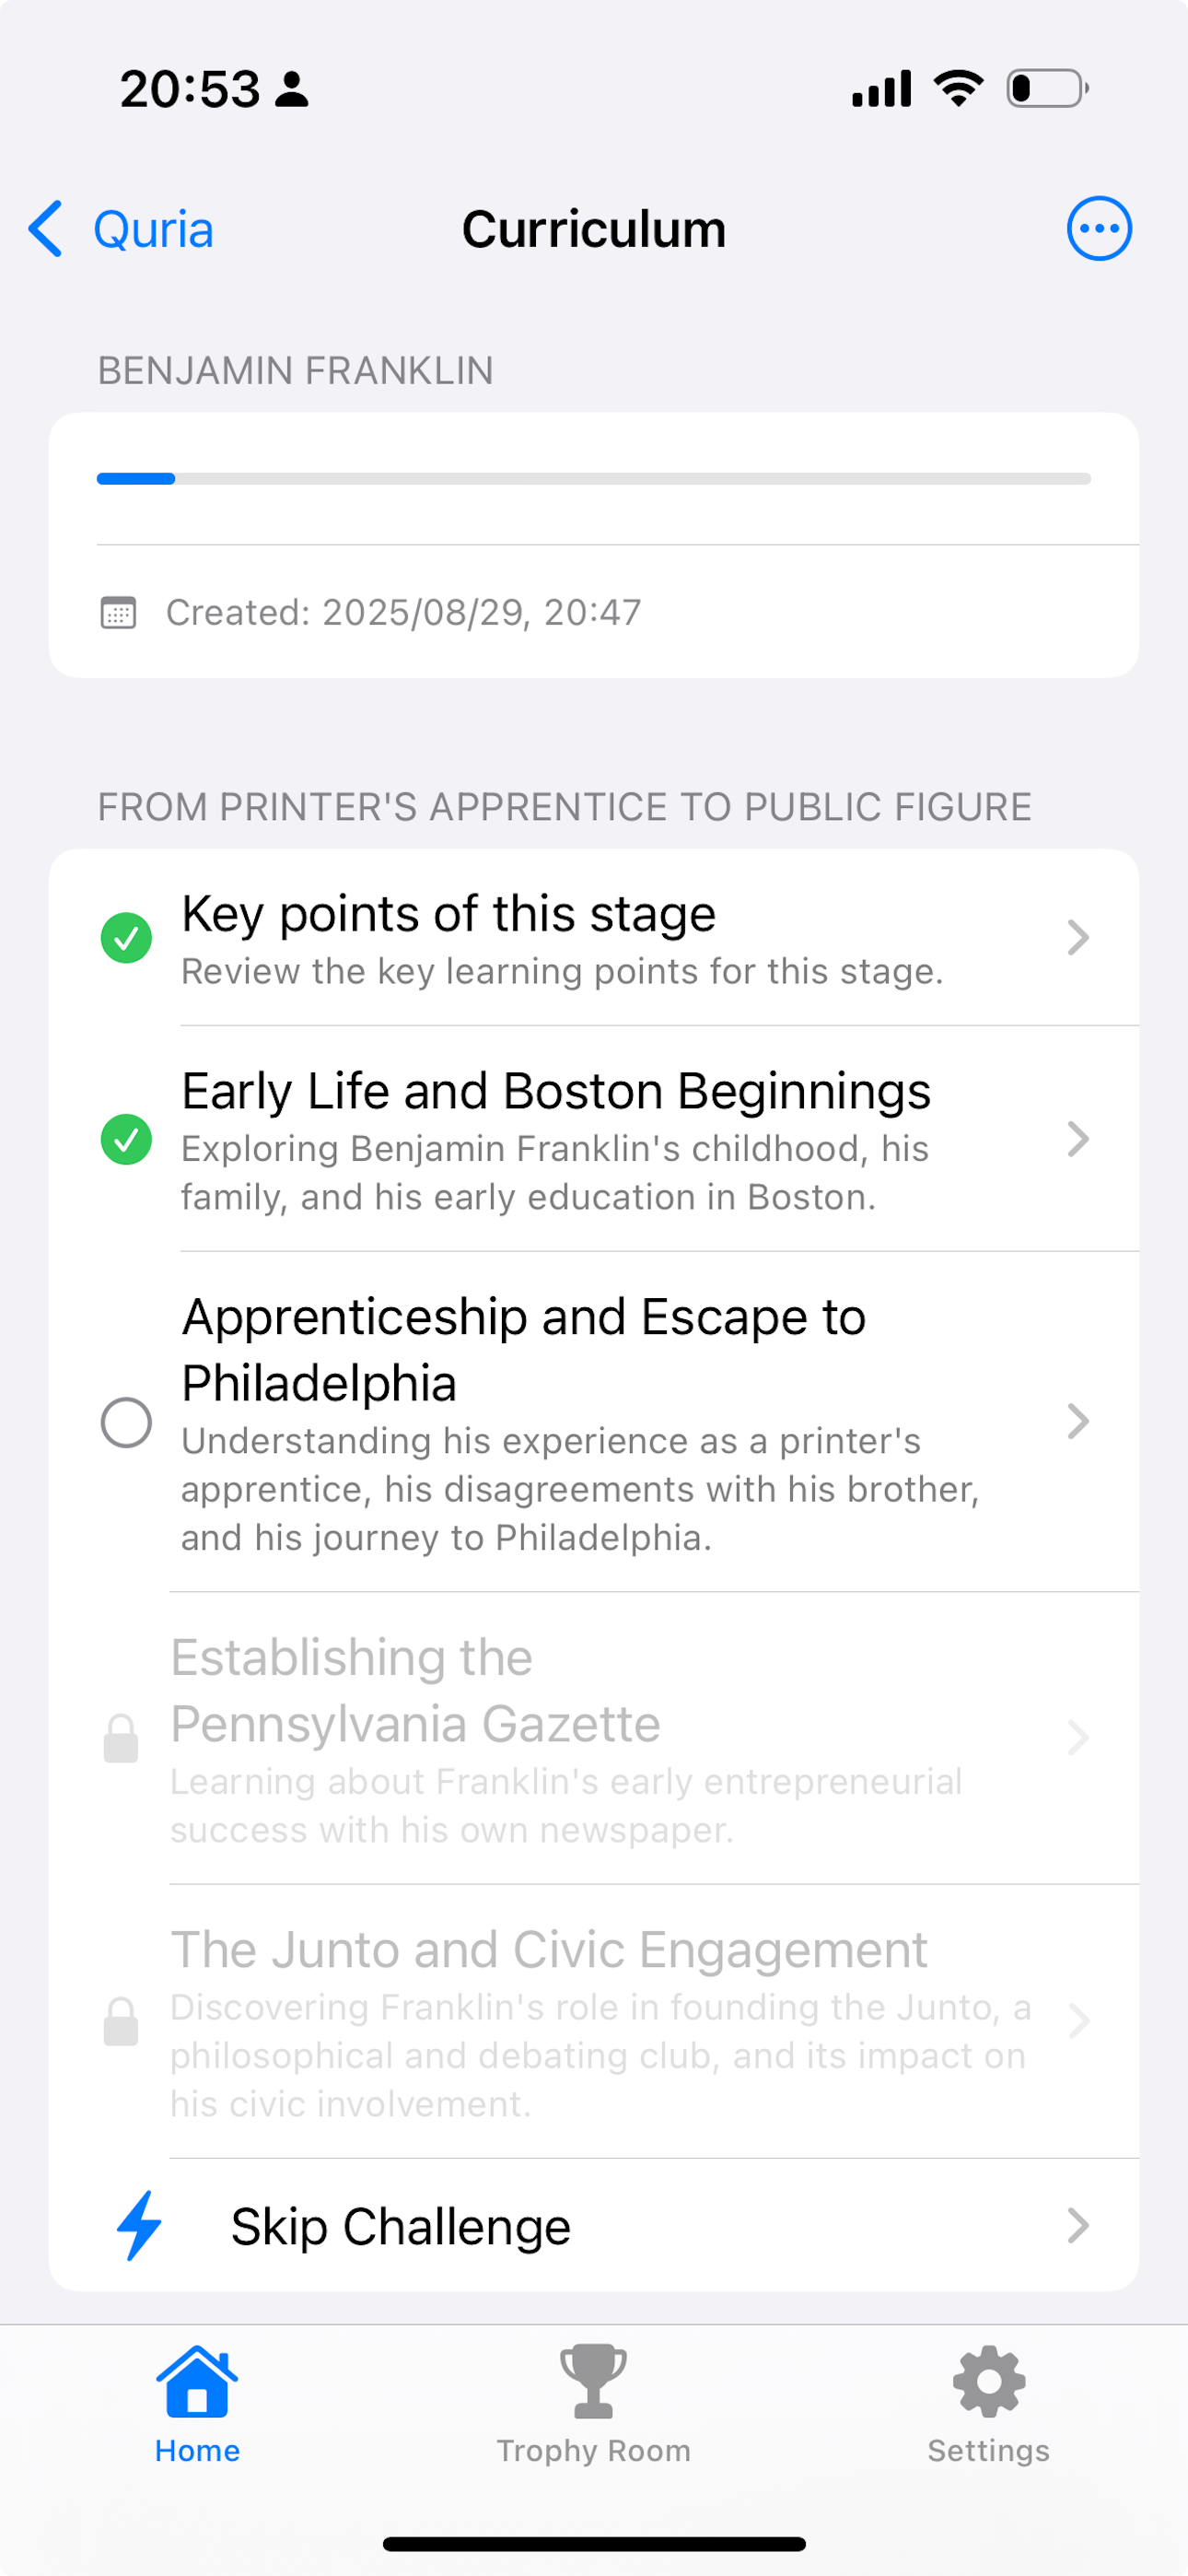 20:53
Quria
Curriculum
BENJAMIN FRANKLIN
Created: 2025/08/29, 20:47
FROM PRINTER'S APPRENTICE TO PUBLIC FIGURE
Key points of this stage
Review the key learning points for this stage.
Early Life and Boston Beginnings
Exploring Benjamin Franklin's childhood, his
family, and his early education in Boston.
Apprenticeship and Escape to
Philadelphia
Understanding his experience as a printer's
apprentice, his disagreements with his brother,
and his journey to Philadelphia.
Establishing the
Pennsylvania Gazette
Learning about Franklin's early entrepreneurial
success with his own newspaper.
The Junto and Civic Engagement
Discovering Franklin's role in founding the Junto, a
philosophical and debating club, and its impact on
his civic involvement.
Skip Challenge
Home
Trophy Room
Settings